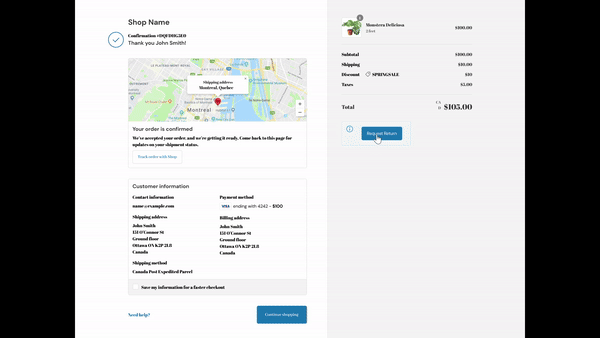 Shop Name
Confirmation #DQFDHG3E0
Thank you John Smith!
Shipping address
Montreal, Quebec
Montreal
Your order is confirmed
We've accepted your order, and we're getting it ready. Come back to this page for
updates on your shipment status.
Track order with Shop
Customer information
Contact information
name@example.com
Shipping address
John Smith
151 O'Connor St
Ground floor
Ottawa ON K2P 2L8
Canada
Shipping method
Canada Post Expedited Parcel
Payment method
VISA ending with 4242 - $100
Billing address
John Smith
151 O'Connor St
Ground floor
Ottawa ON K2P 2L8
Canada
Save my information for a faster checkout
Need help?
Continue shipping
Monstera Deliciosa
$100.00
Subtotal $100.00
Shipping $10.00
Discount SPRINGSALE $10
Taxes $5.00
Total CAD $105.00
Request Return